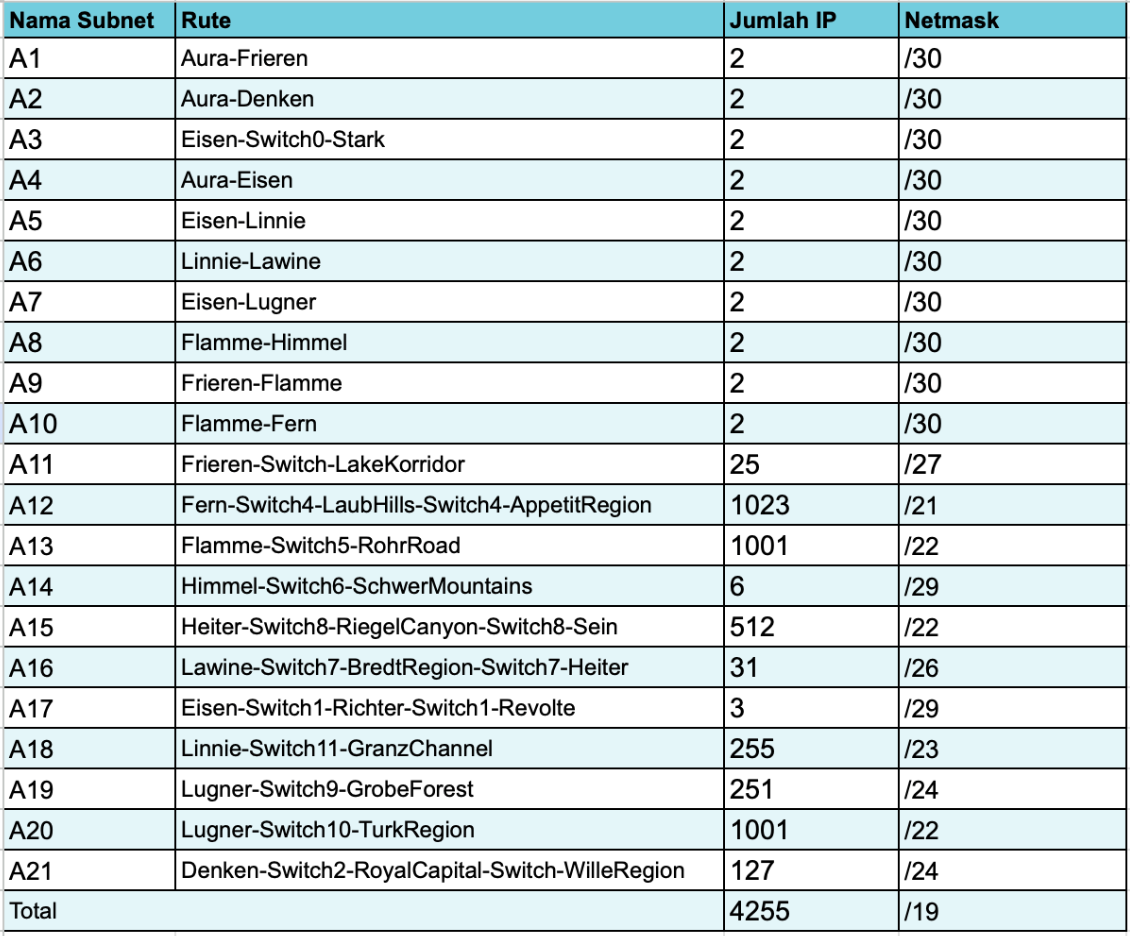 Nama Subnet Rute Jumlah IP Netmask
A1 Aura-Frieren 2 /30
A2 Aura-Denken 2 /30
A3 Eisen-Switch0-Stark 2 /30
A4 Aura-Eisen 2 /30
A5 Eisen-Linnie 2 /30
A6 Linnie-Lawine 2 /30
A7 Eisen-Lugner 2 /30
A8 Flamme-Himmel 2 /30
A9 Frieren-Flamme 2 /30
A10 Flamme-Fern 2 /30
A11 Frieren-Switch-LakeKorridor 25 /27
A12 Fern-Switch4-LaubHills-Switch4-AppetitRegion 1023 /21
A13 Flamme-Switch5-RohrRoad 1001 /22
A14 Himmel-Switch6-SchwerMountains 6 /29
A15 Heiter-Switch8-RiegelCanyon-Switch8-Sein 512 /22
A16 Lawine-Switch7-BredtRegion-Switch7-Heiter 31 /26
A17 Eisen-Switch1-Richter-Switch1-Revolte 3 /29
A18 Linnie-Switch11-GranzChannel 255 /23
A19 Lugner-Switch9-GrobeForest 251 /24
A20 Lugner-Switch10-TurkRegion 1001 /22
A21 Denken-Switch2-RoyalCapital-Switch-WilleRegion 127 /24
Total 4255 /19